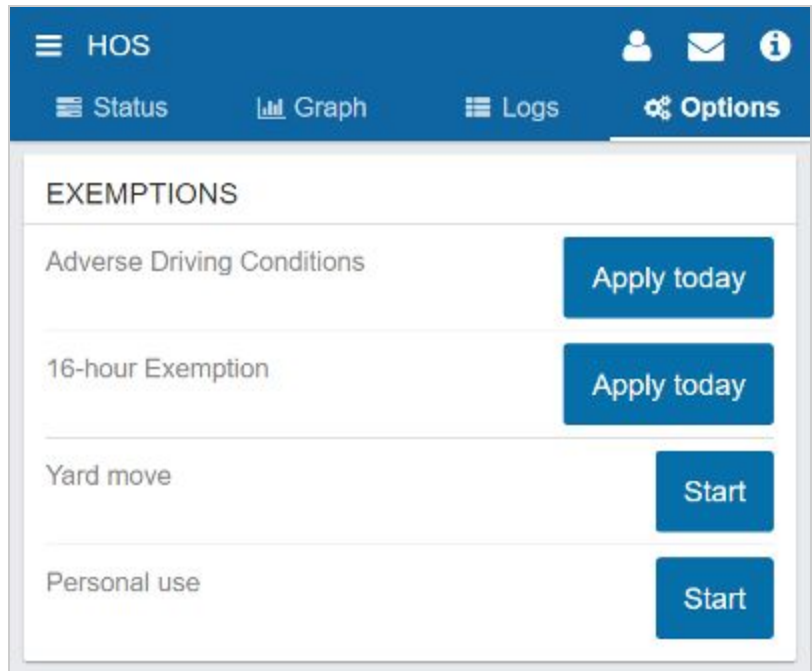 HOS
Status Graph Logs Options
EXEMPTIONS
Adverse Driving Conditions Apply today
16-hour Exemption Apply today
Yard move Start
Personal use Start